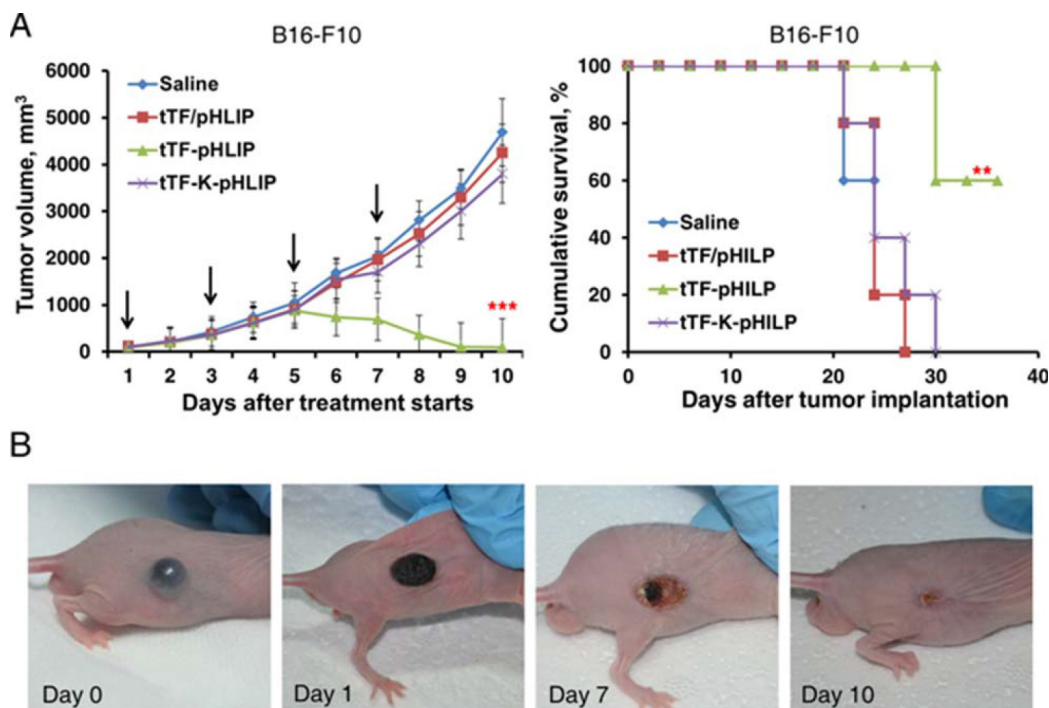 A
B16-F10
Tumor volume, mm³
6000
5000
4000
3000
2000
1000
0
Saline
tTF/pHLIP
tTF-pHLIP
tTF-K-pHLIP
***
1 2 3 4 5 6 7 8 9 10
Days after treatment starts
B16-F10
Cumulative survival, %
100
80
60
40
20
0
**
Saline
tTF/pHILP
tTF-pHILP
tTF-K-pHILP
0 10 20 30 40
Days after tumor implantation
B
Day 0
Day 1
Day 7
Day 10